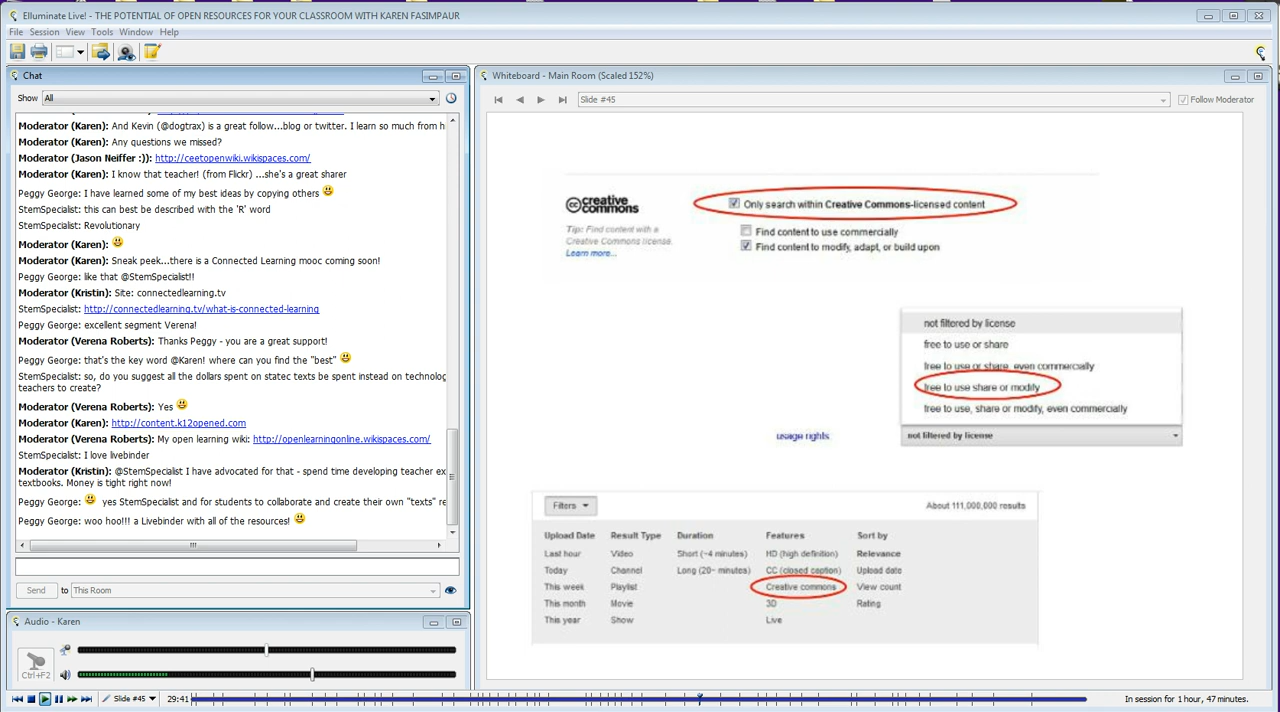 Elluminate Live! - THE POTENTIAL OF OPEN RESOURCES FOR YOUR CLASSROOM WITH KAREN FASIMPAUR
File Session View Tools Window Help
Chat
Show All
Moderator (Karen): And Kevin (@dogtrax) is a great follow...blog or twitter. I learn so much from h
Moderator (Karen): Any questions we missed?
Moderator (Jason Neiffer :)): http://ceetopenwiki.wikispaces.com/
Moderator (Karen): I know that teacher! (from Flickr) ...she's a great sharer
Peggy George: I have learned some of my best ideas by copying others
StemSpecialist: this can best be described with the 'R' word
StemSpecialist: Revolutionary
Moderator (Karen):
Moderator (Karen): Sneak peek...there is a Connected Learning mooc coming soon!
Peggy George: like that @StemSpecialist!!
Moderator (Kristin): Site: connectedlearning.tv
StemSpecialist: http://connectedlearning.tv/what-is-connected-learning
Peggy George: excellent segment Verena!
Moderator (Verena Roberts): Thanks Peggy - you are a great support!
Peggy George: that's the key word @Karen! where can you find the "best"
StemSpecialist: so, do you suggest all the dollars spent on statec texts be spent instead on technolog
teachers to create?
Moderator (Verena Roberts): Yes
Moderator (Karen): http://content.k12opened.com
Moderator (Verena Roberts): My open learning wiki: http://openlearningonline.wikispaces.com/
StemSpecialist: I love livebinder
Moderator (Kristin): @StemSpecialist I have advocated for that - spend time developing teacher ex
textbooks. Money is tight right now!
Peggy George: yes StemSpecialist and for students to collaborate and create their own "texts" re
Peggy George: woo hoo!!! a Livebinder with all of the resources!
Send to This Room
Audio - Karen
Ctrl+F2
Whiteboard - Main Room (Scaled 152%)
Slide #45
Follow Moderator
cc creative commons
Tip: Find content with a
Creative Commons license.
Learn more...
Only search within Creative Commons-licensed content
Find content to use commercially
Find content to modify, adapt, or build upon
not filtered by license
free to use or share
free to use or share, even commercially
free to use share or modify
free to use, share or modify, even commercially
usage rights
not filtered by license
Filters
About 111,000,000 results
Upload Date Result Type Duration Features Sort by
Last hour Video Short (~4 minutes) HD (high definition) Relevance
Today Channel Long (20~ minutes) CC (closed caption) Upload date
This week Playlist Creative commons View count
This month Movie 3D Rating
This year Show Live
Slide #45 29:41 In session for 1 hour, 47 minutes.